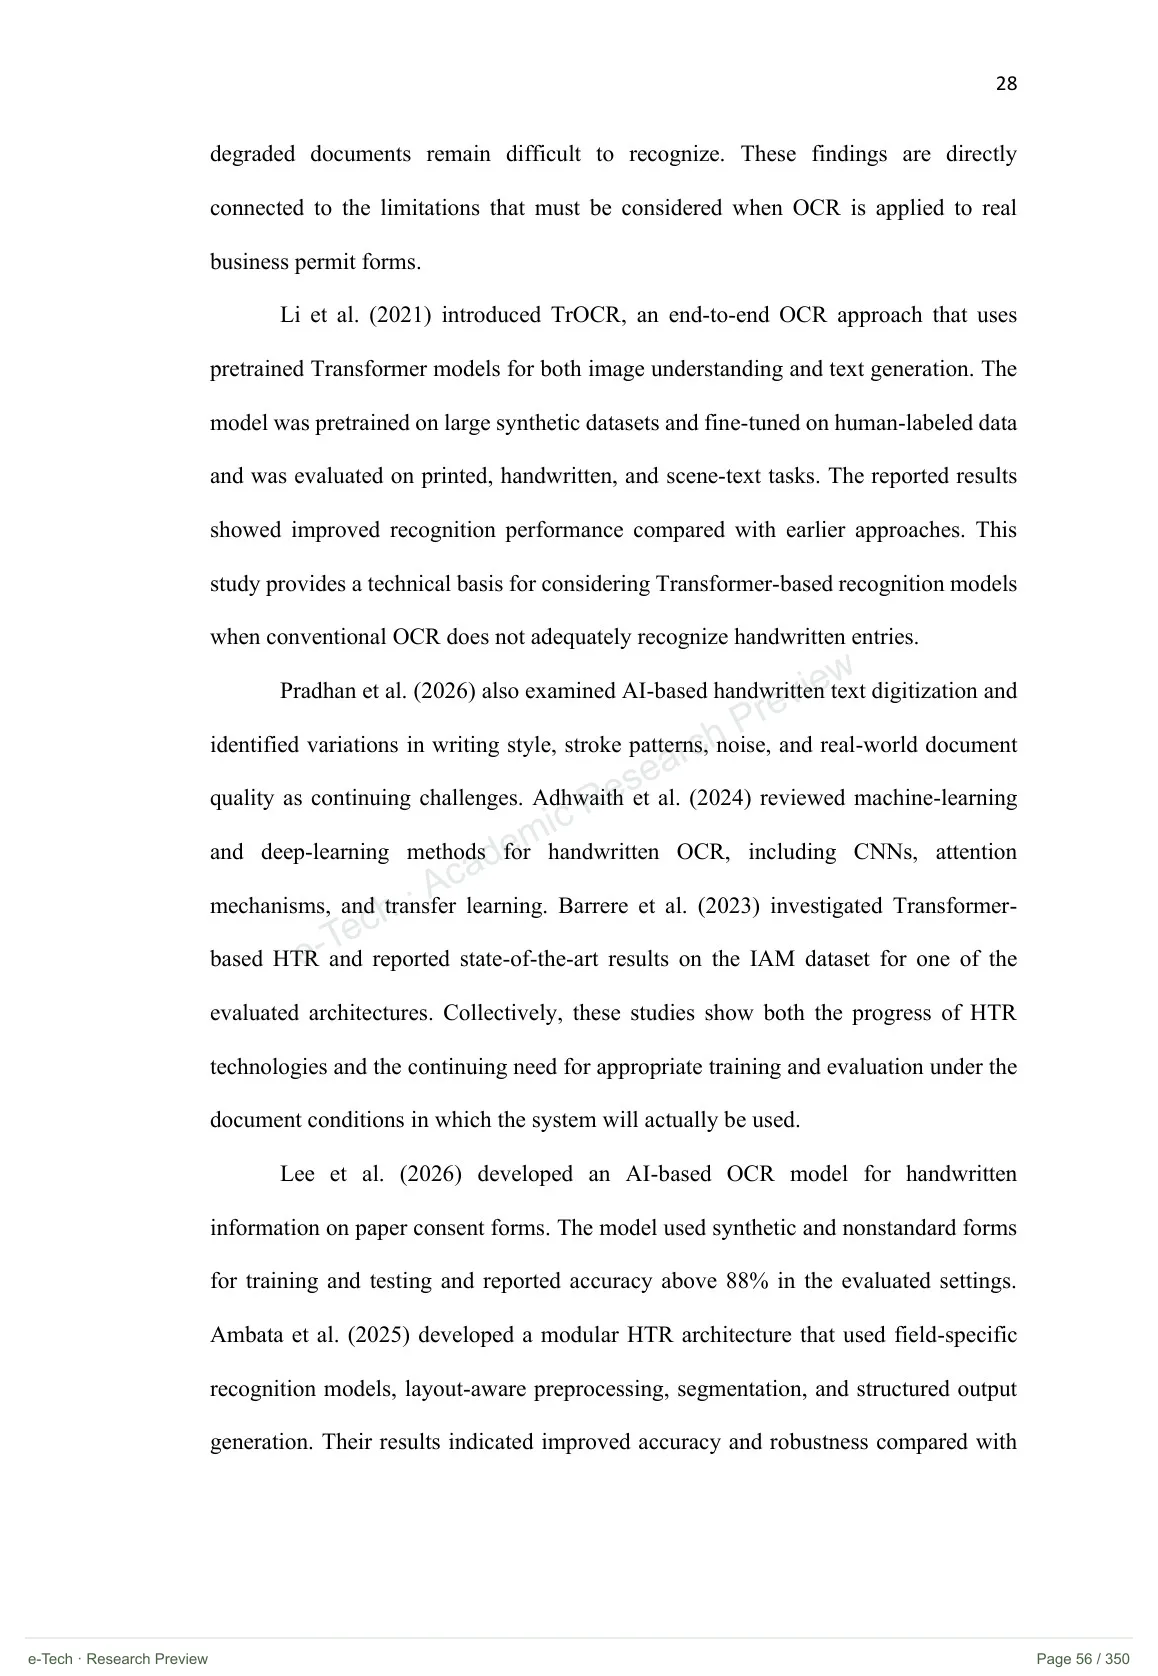 28
degraded documents remain difficult to recognize. These findings are directly
connected to the limitations that must be considered when OCR is applied to real
business permit forms.
Li et al. (2021) introduced TrOCR, an end-to-end OCR approach that uses
pretrained Transformer models for both image understanding and text generation. The
model was pretrained on large synthetic datasets and fine-tuned on human-labeled data
and was evaluated on printed, handwritten, and scene-text tasks. The reported results
showed improved recognition performance compared with earlier approaches. This
study provides a technical basis for considering Transformer-based recognition models
when conventional OCR does not adequately recognize handwritten entries.
Pradhan et al. (2026) also examined AI-based handwritten text digitization and
identified variations in writing style, stroke patterns, noise, and real-world document
quality as continuing challenges. Adhwaith et al. (2024) reviewed machine-learning
and deep-learning methods for handwritten OCR, including CNNs, attention
mechanisms, and transfer learning. Barrere et al. (2023) investigated Transformer-
based HTR and reported state-of-the-art results on the IAM dataset for one of the
evaluated architectures. Collectively, these studies show both the progress of HTR
technologies and the continuing need for appropriate training and evaluation under the
document conditions in which the system will actually be used.
Lee et al. (2026) developed an AI-based OCR model for handwritten
information on paper consent forms. The model used synthetic and nonstandard forms
for training and testing and reported accuracy above 88% in the evaluated settings.
Ambata et al. (2025) developed a modular HTR architecture that used field-specific
recognition models, layout-aware preprocessing, segmentation, and structured output
generation. Their results indicated improved accuracy and robustness compared with
e-Tech · Academic Research Preview
e-Tech · Research Preview
Page 56 / 350